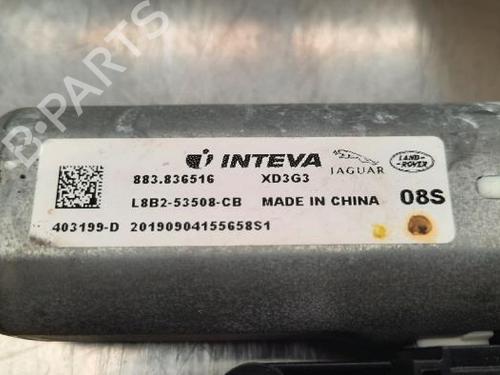 B-PARTS
INTEVA
JAGUAR
LAND-ROVER
883.836516 XD3G3
L8B2-53508-CB MADE IN CHINA 08S
403199-D 20190904155658S1